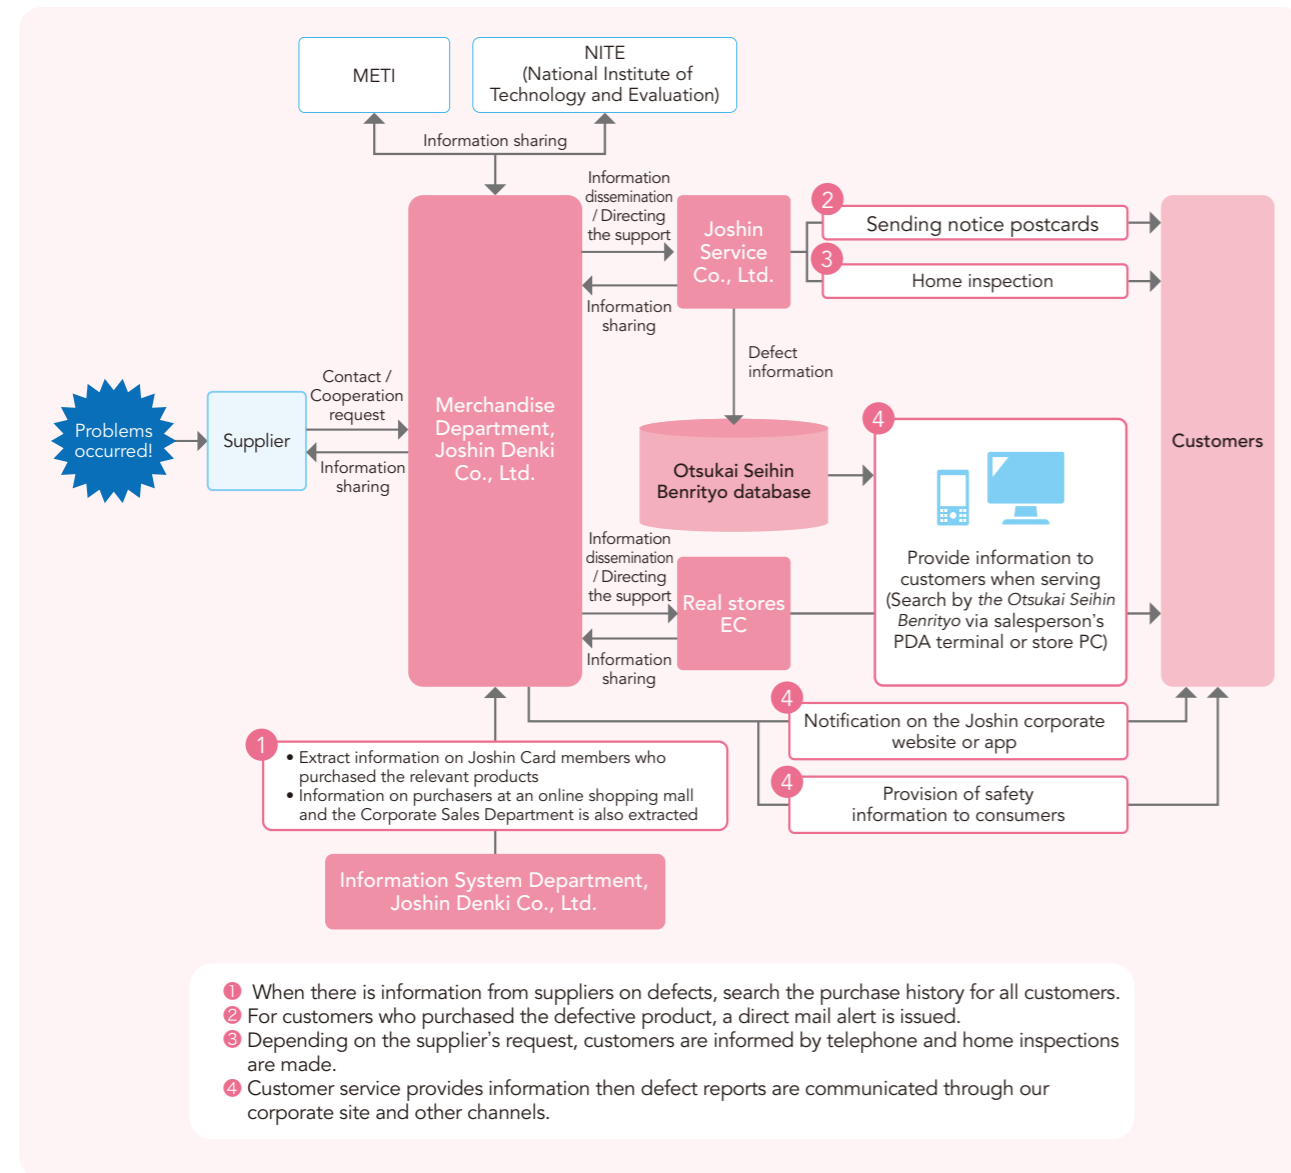 METI
NITE
(National Institute of
Technology and Evaluation)
Information sharing
Information
dissemination
/ Directing
the support
Joshin
Service
Co., Ltd.
2
Sending notice postcards
3
Home inspection
Information
sharing
Defect
information
Customers
Problems
occurred!
Supplier
Contact /
Cooperation
request
Information
sharing
Merchandise
Department,
Joshin Denki
Co., Ltd.
Otsukai Seihin
Benrityo database
4
Provide information to
customers when serving
(Search by the Otsukai Seihin
Benrityo via salesperson's
PDA terminal or store PC)
Information
dissemination
/ Directing
the support
Real stores
EC
Information
sharing
4
Notification on the Joshin corporate
website or app
4
Provision of safety
information to consumers
1
• Extract information on Joshin Card members who
purchased the relevant products
• Information on purchasers at an online shopping mall
and the Corporate Sales Department is also extracted
Information System Department,
Joshin Denki Co., Ltd.
❶ When there is information from suppliers on defects, search the purchase history for all customers.
❷ For customers who purchased the defective product, a direct mail alert is issued.
❸ Depending on the supplier's request, customers are informed by telephone and home inspections
are made.
❹ Customer service provides information then defect reports are communicated through our
corporate site and other channels.